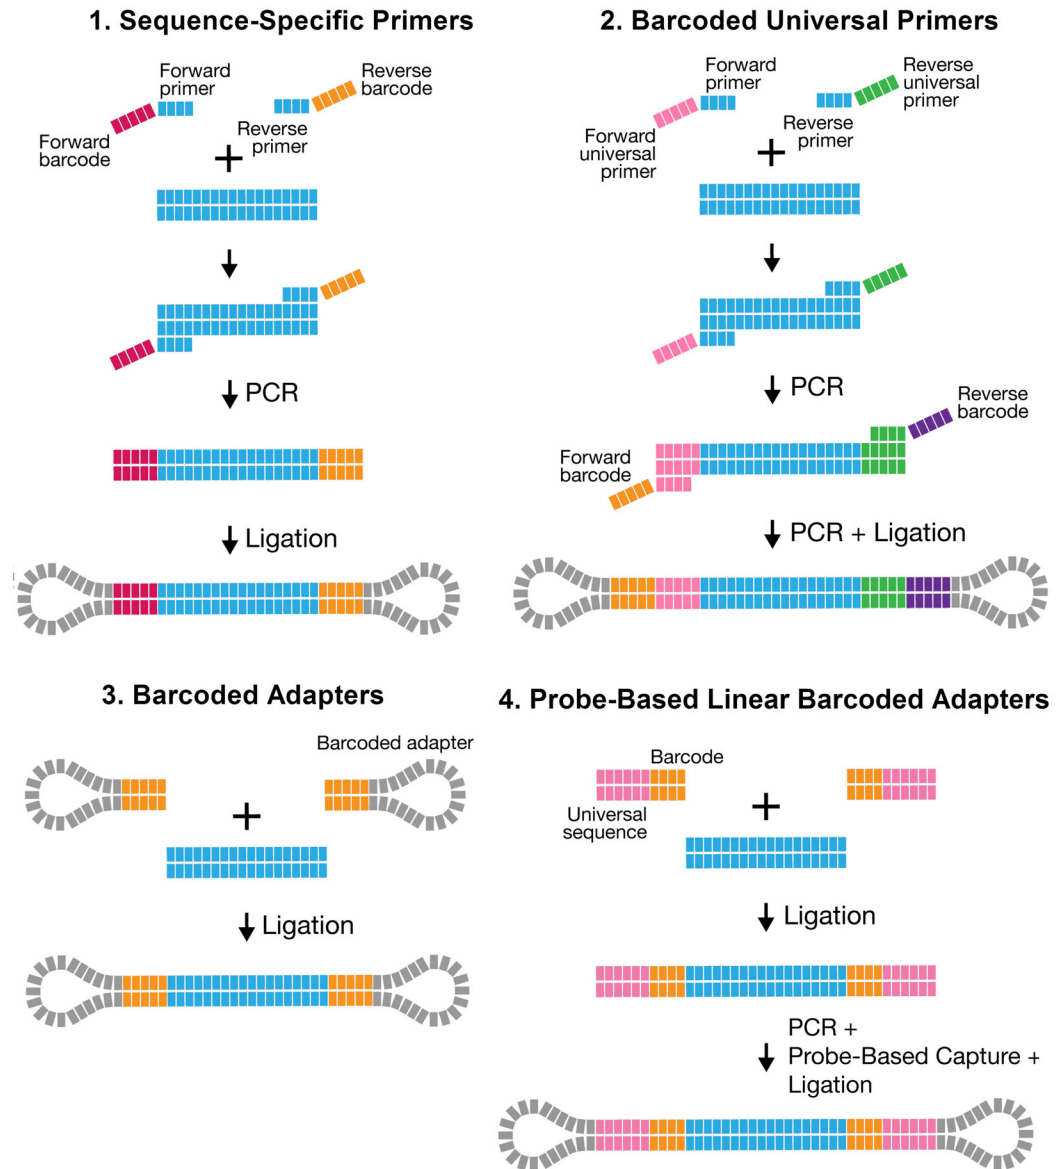 1. Sequence-Specific Primers
Forward
primer
Reverse
barcode
Forward
barcode
Reverse
primer
+
PCR
Ligation
2. Barcoded Universal Primers
Forward
primer
Reverse
universal
primer
Forward
universal
primer
Reverse
primer
+
PCR
Reverse
barcode
Forward
barcode
PCR + Ligation
3. Barcoded Adapters
Barcoded adapter
+
Ligation
4. Probe-Based Linear Barcoded Adapters
Barcode
Universal
sequence
+
Ligation
PCR +
Probe-Based Capture +
Ligation